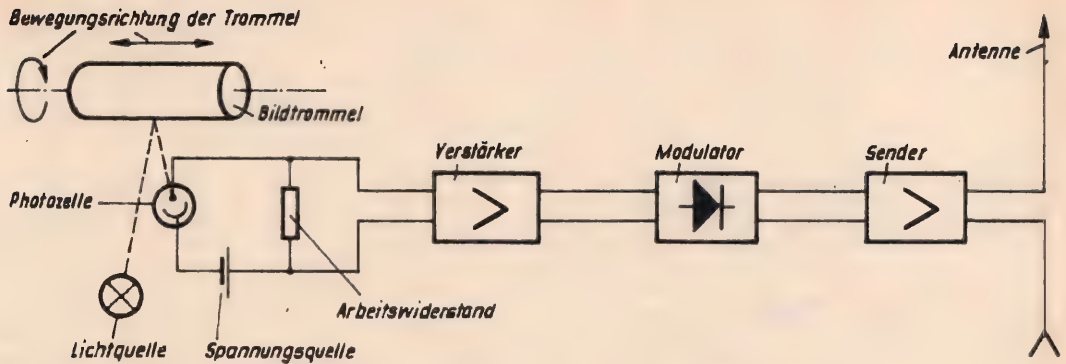 Bewegungsrichtung der Trommel
Antenne
Bildtrommel
Verstärker
Modulator
Sender
Photozelle
Arbeitswiderstand
Lichtquelle
Spannungsquelle